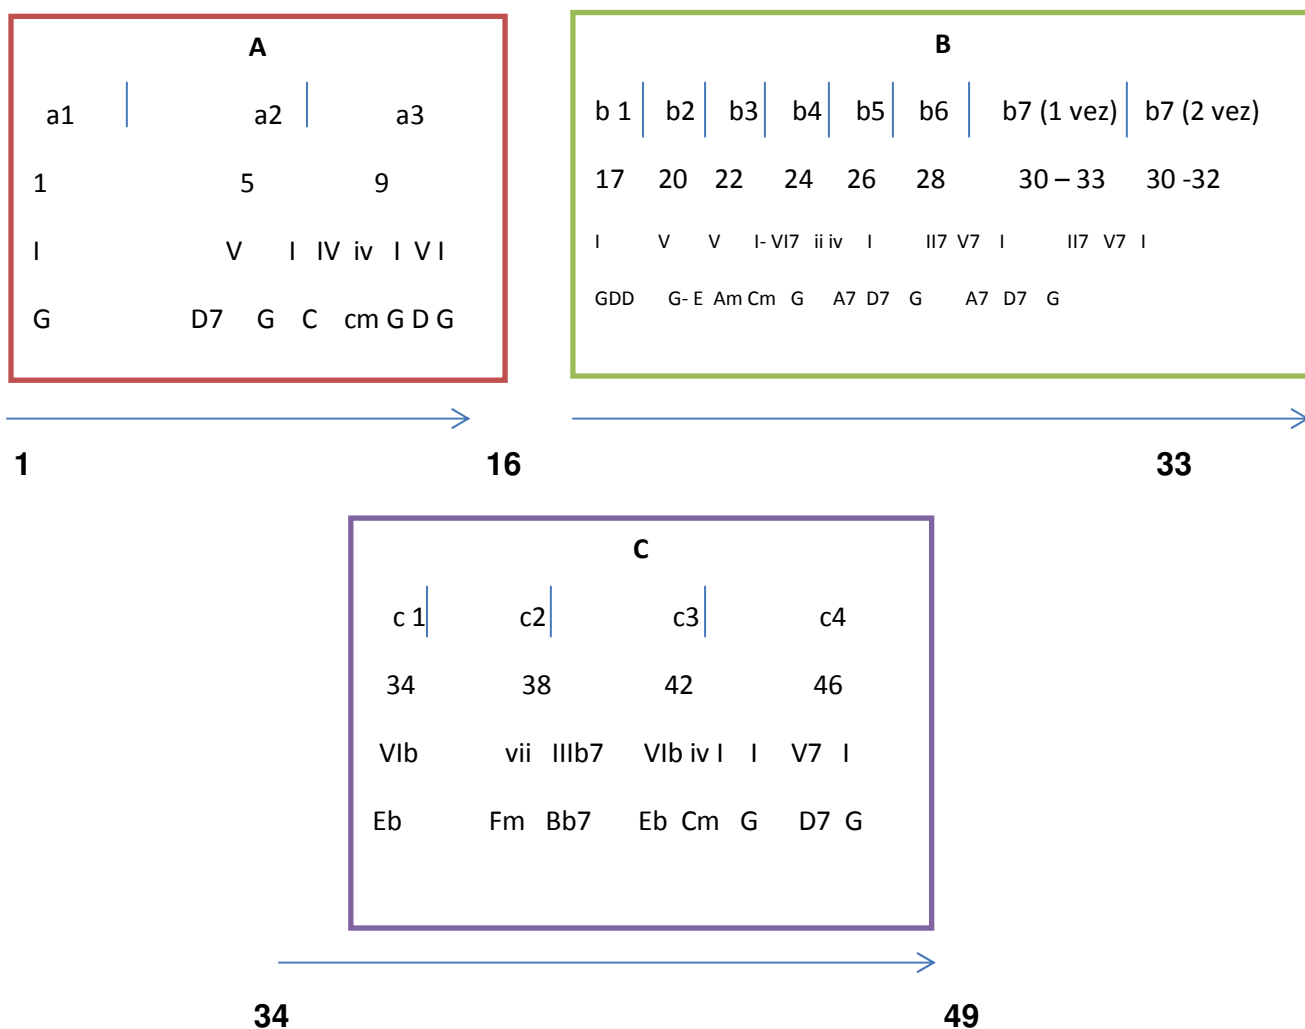 A
a1 a2 a3
1 5 9
I V I IV iv I V I
G D7 G C cm G D G
1 16
B
b 1 b2 b3 b4 b5 b6 b7 (1 vez) b7 (2 vez)
17 20 22 24 26 28 30 – 33 30 -32
I V V I- VI7 ii iv I II7 V7 I II7 V7 I
GDD G- E Am Cm G A7 D7 G A7 D7 G
33
C
c 1 c2 c3 c4
34 38 42 46
VIb vii IIIb7 VIb iv I I V7 I
Eb Fm Bb7 Eb Cm G D7 G
34 49